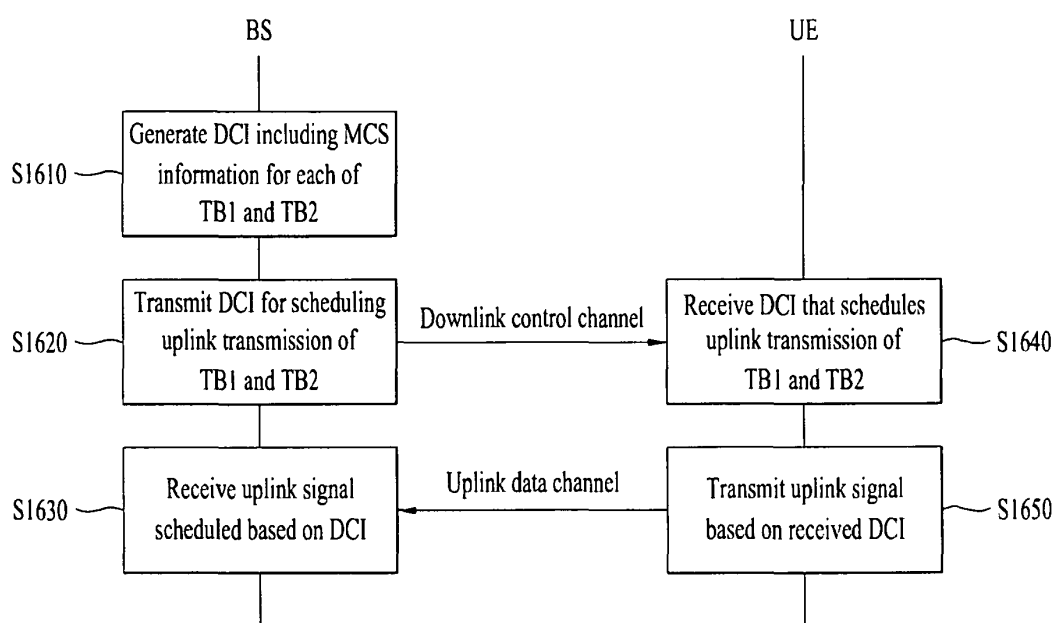 BS
UE
S1610
Generate DCI including MCS
information for each of
TB1 and TB2
S1620
Transmit DCI for scheduling
uplink transmission of
TB1 and TB2
Downlink control channel
Receive DCI that schedules
uplink transmission of
TB1 and TB2
S1640
S1630
Receive uplink signal
scheduled based on DCI
Uplink data channel
Transmit uplink signal
based on received DCI
S1650